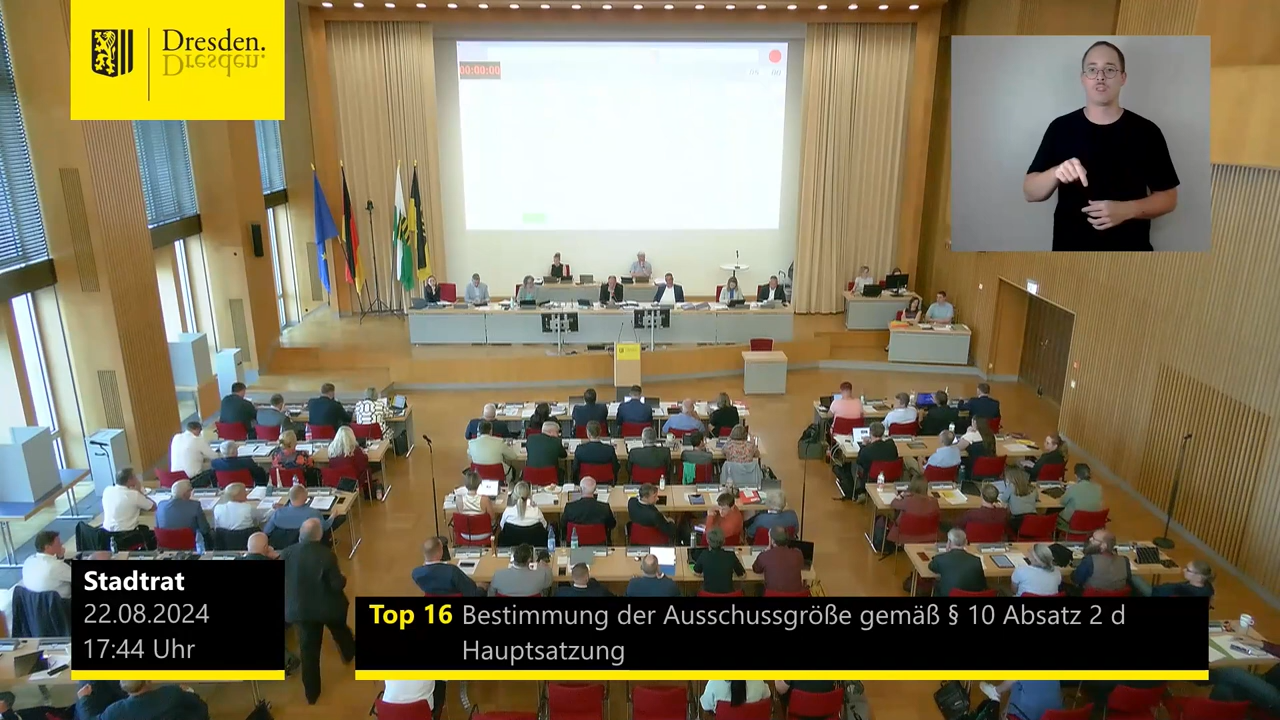 Dresden.
Dresden.
00:00:00
Stadtrat
22.08.2024
17:44 Uhr
Top 16 Bestimmung der Ausschussgröße gemäß § 10 Absatz 2 d
Hauptsatzung